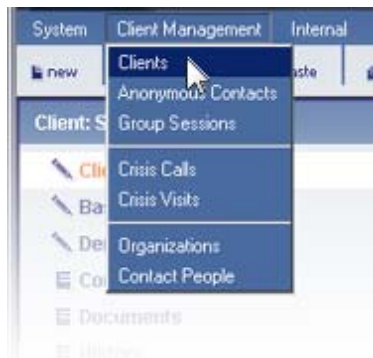 System Client Management Internal
new
Clients
Anonymous Contacts
Group Sessions
Client: S
Crisis Calls
Crisis Visits
Organizations
Contact People
Documents